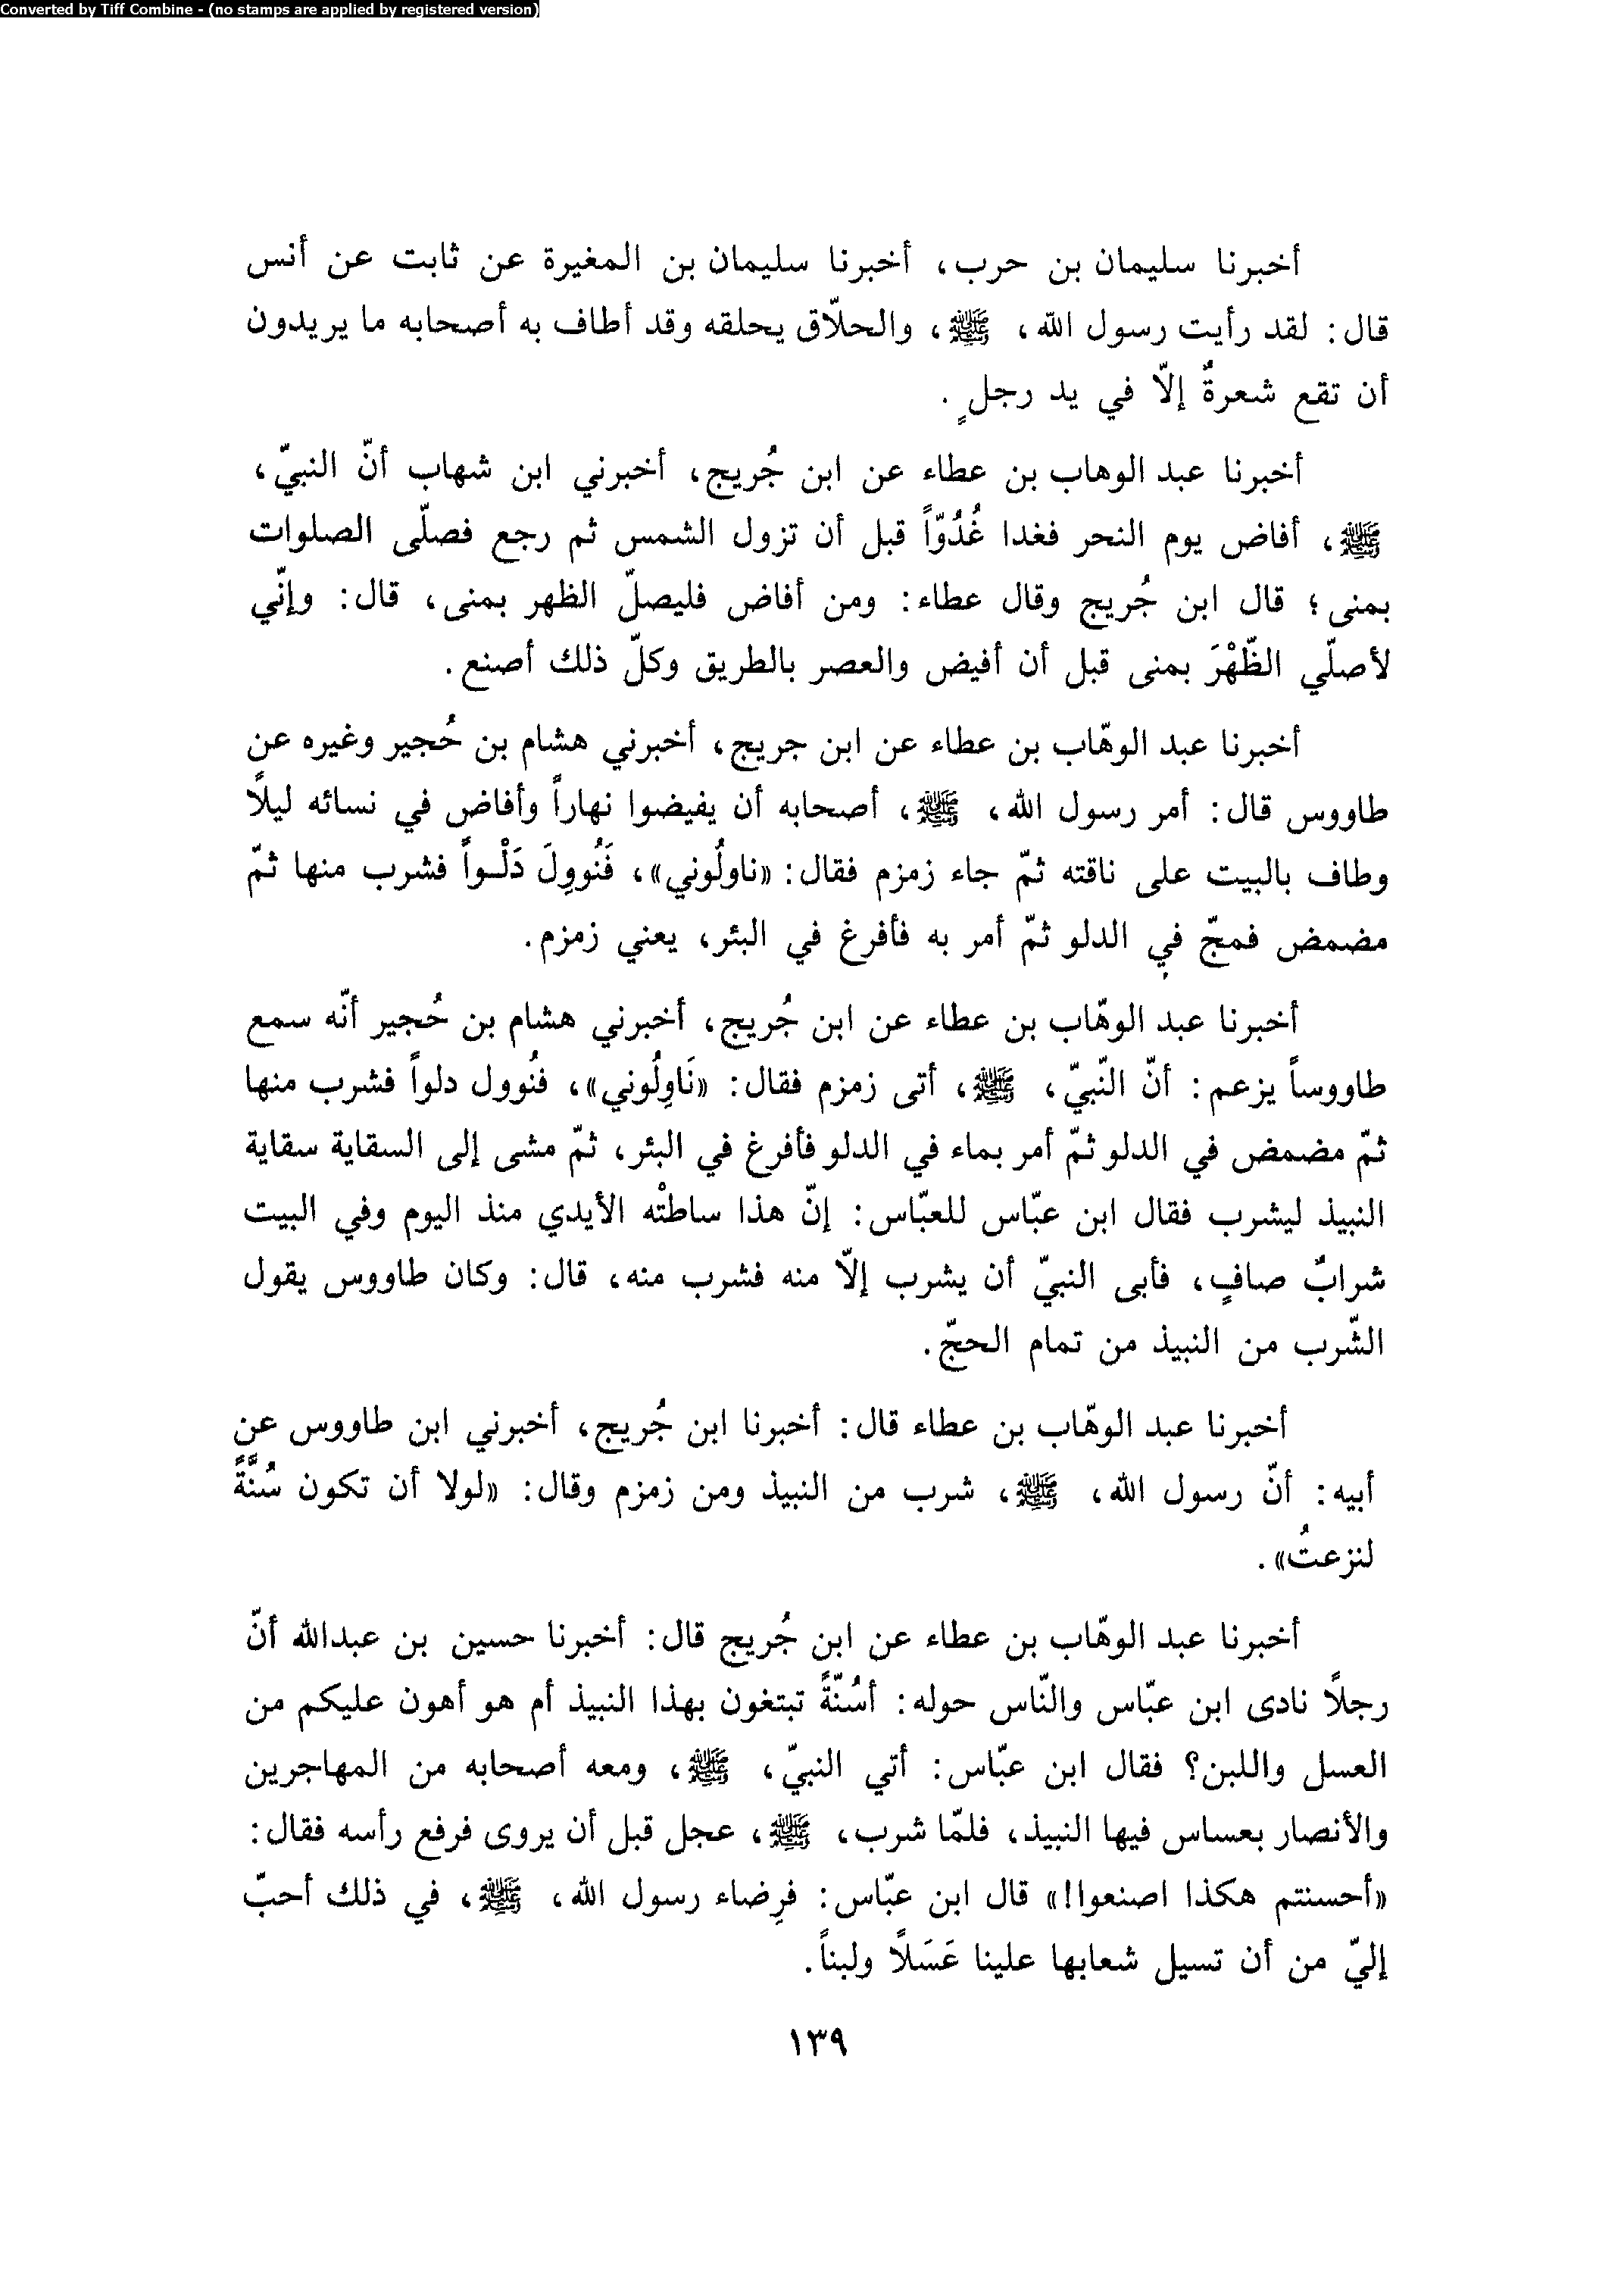 Converted by Tiff Combine - (no stamps are applied by registered version)
أخبرنا سليمان بن حرب، أخبرنا سليمان بن المغيرة عن ثابت عن أنس
قال: لقد رأيت رسول الله، ﷺ، والحلاّق يحلقه وقد أطاف به أصحابه ما يريدون
أن تقع شعرةٌ إلاّ في يد رجلٍ.
أخبرنا عبد الوهاب بن عطاء عن ابن جُريج، أخبرني ابن شهاب أنّ النبيّ،
ﷺ، أفاض يوم النحر فغدا غُدُوّاً قبل أن تزول الشمس ثم رجع فصلّى الصلوات
بمنى؛ قال ابن جُريج وقال عطاء: ومن أفاض فليصلّ الظهر بمنى، قال: وإنّي
لأصلّي الظّهْرَ بمنى قبل أن أفيض والعصر بالطريق وكلّ ذلك أصنع.
أخبرنا عبد الوهّاب بن عطاء عن ابن جريج، أخبرني هشام بن حُجير وغيره عن
طاووس قال: أمر رسول الله، ﷺ، أصحابه أن يفيضوا نهاراً وأفاض في نسائه ليلاً
وطاف بالبيت على ناقته ثمّ جاء زمزم فقال: «ناولُوني»، فَنُووِلَ دَلْواً فشرب منها ثمّ
مضمض فمجّ في الدلو ثمّ أمر به فأفرغ في البئر، يعني زمزم.
أخبرنا عبد الوهّاب بن عطاء عن ابن جُريج، أخبرني هشام بن حُجير أنّه سمع
طاووساً يزعم: أنّ النّبيّ، ﷺ، أتى زمزم فقال: «نَاوِلُوني»، فنُوول دلواً فشرب منها
ثمّ مضمض في الدلو ثمّ أمر بماء في الدلو فأفرغ في البئر، ثمّ مشى إلى السقاية سقاية
النبيذ ليشرب فقال ابن عبّاس للعبّاس: إنّ هذا ساطتْه الأيدي منذ اليوم وفي البيت
شرابٌ صافٍ، فأبى النبيّ أن يشرب إلاّ منه فشرب منه، قال: وكان طاووس يقول
الشّرب من النبيذ من تمام الحجّ.
أخبرنا عبد الوهّاب بن عطاء قال: أخبرنا ابن جُريج، أخبرني ابن طاووس عن
أبيه: أنّ رسول الله، ﷺ، شرب من النبيذ ومن زمزم وقال: «لولا أن تكون سُنَّةً
لنزعتُ».
أخبرنا عبد الوهّاب بن عطاء عن ابن جُريج قال: أخبرنا حسين بن عبدالله أنّ
رجلاً نادى ابن عبّاس والنّاس حوله: أسُنّةً تبتغون بهذا النبيذ أم هو أهون عليكم من
العسل واللبن؟ فقال ابن عبّاس: أتي النبيّ، ﷺ، ومعه أصحابه من المهاجرين
والأنصار بعساس فيها النبيذ، فلمّا شرب، ﷺ، عجل قبل أن يروى فرفع رأسه فقال:
«أحسنتم هكذا اصنعوا!» قال ابن عبّاس: فرِضاء رسول الله، ﷺ، في ذلك أحبّ
إليّ من أن تسيل شعابها علينا عَسَلاً ولبناً.
١٣٩